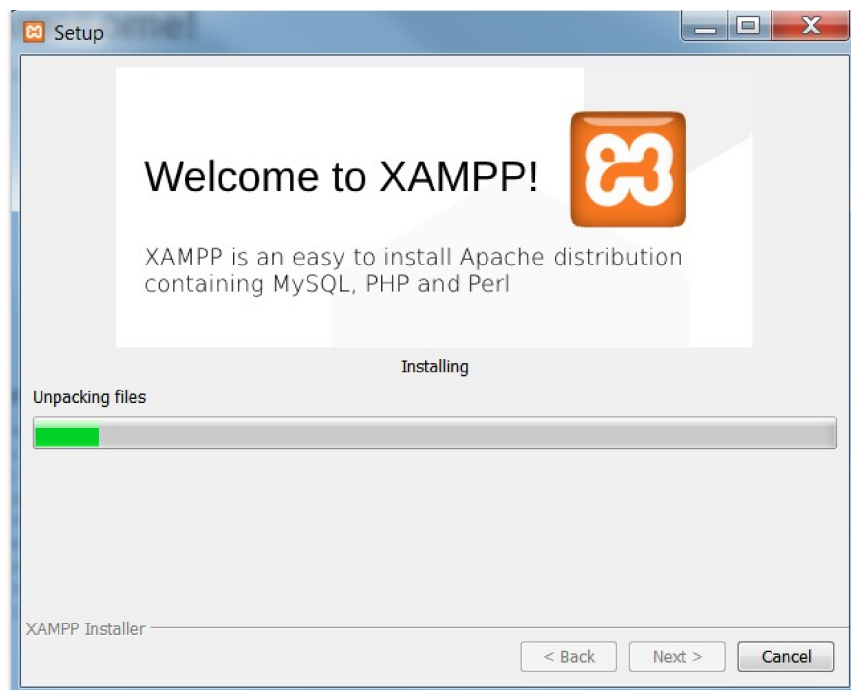 Setup
Welcome to XAMPP!
XAMPP is an easy to install Apache distribution
containing MySQL, PHP and Perl
Installing
Unpacking files
XAMPP Installer
< Back Next > Cancel